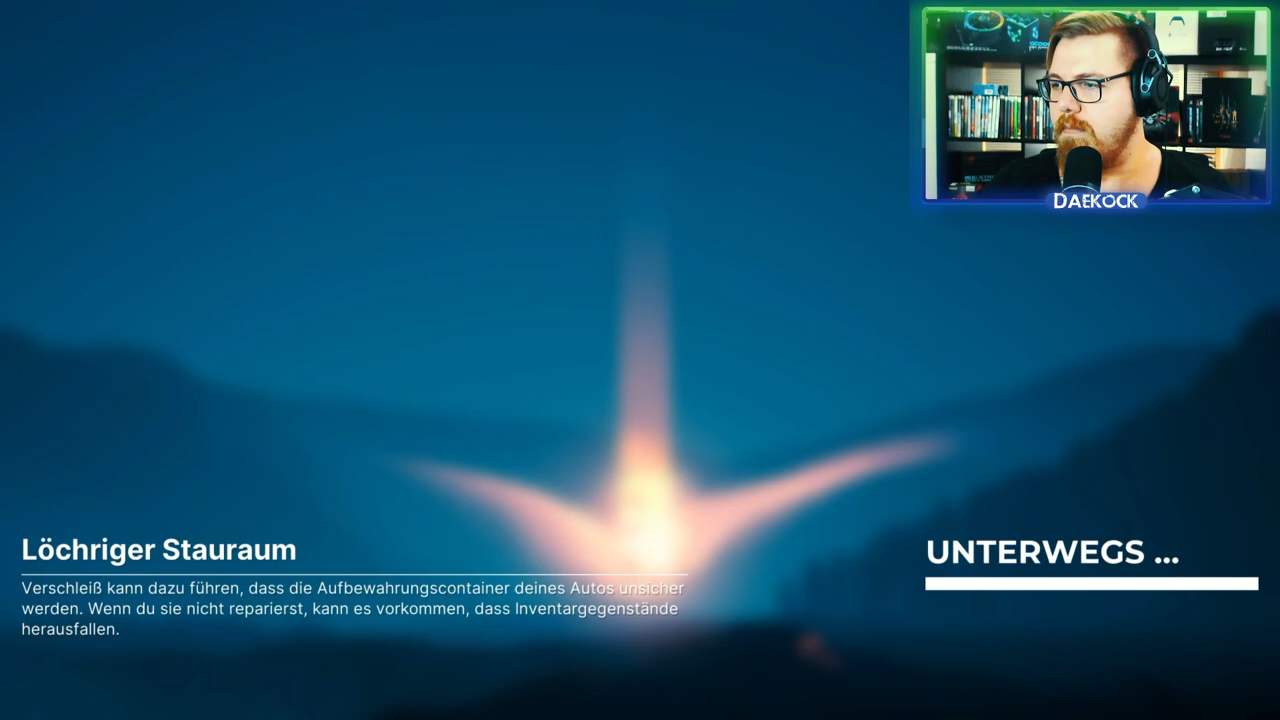 DAEKOCK
Löchriger Stauraum
Verschleiß kann dazu führen, dass die Aufbewahrungscontainer deines Autos unsicher
werden. Wenn du sie nicht reparierst, kann es vorkommen, dass Inventargegenstände
herausfallen.
UNTERWEGS ...